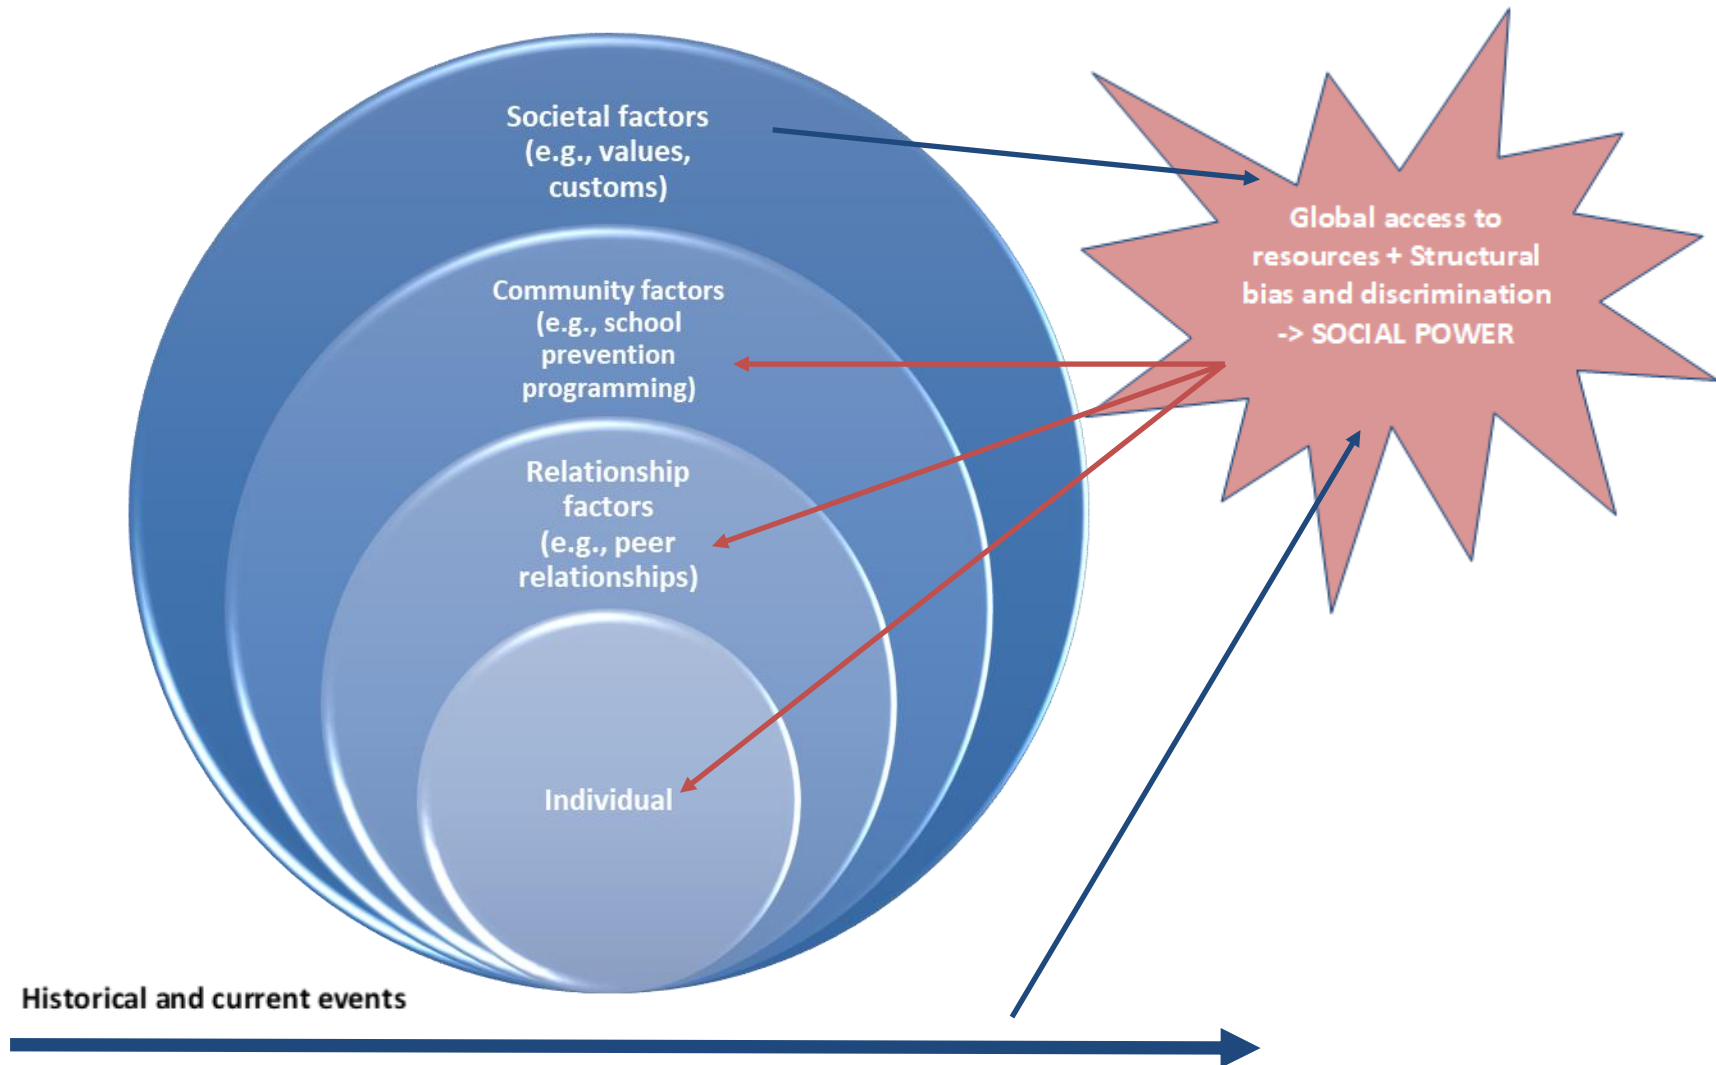 Societal factors
(e.g., values,
customs)
Community factors
(e.g., school
prevention
programming)
Relationship
factors
(e.g., peer
relationships)
Individual
Global access to
resources + Structural
bias and discrimination
-> SOCIAL POWER
Historical and current events